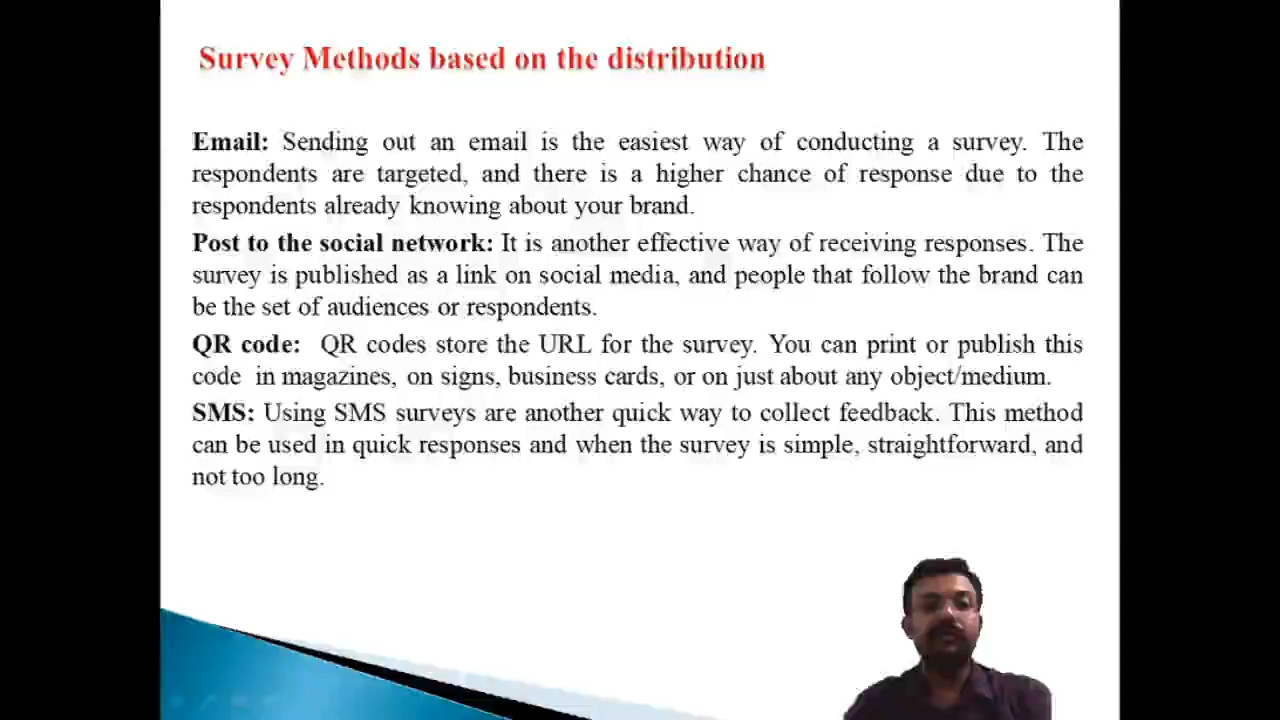 Survey Methods based on the distribution
Email: Sending out an email is the easiest way of conducting a survey. The
respondents are targeted, and there is a higher chance of response due to the
respondents already knowing about your brand.
Post to the social network: It is another effective way of receiving responses. The
survey is published as a link on social media, and people that follow the brand can
be the set of audiences or respondents.
QR code: QR codes store the URL for the survey. You can print or publish this
code in magazines, on signs, business cards, or on just about any object/medium.
SMS: Using SMS surveys are another quick way to collect feedback. This method
can be used in quick responses and when the survey is simple, straightforward, and
not too long.